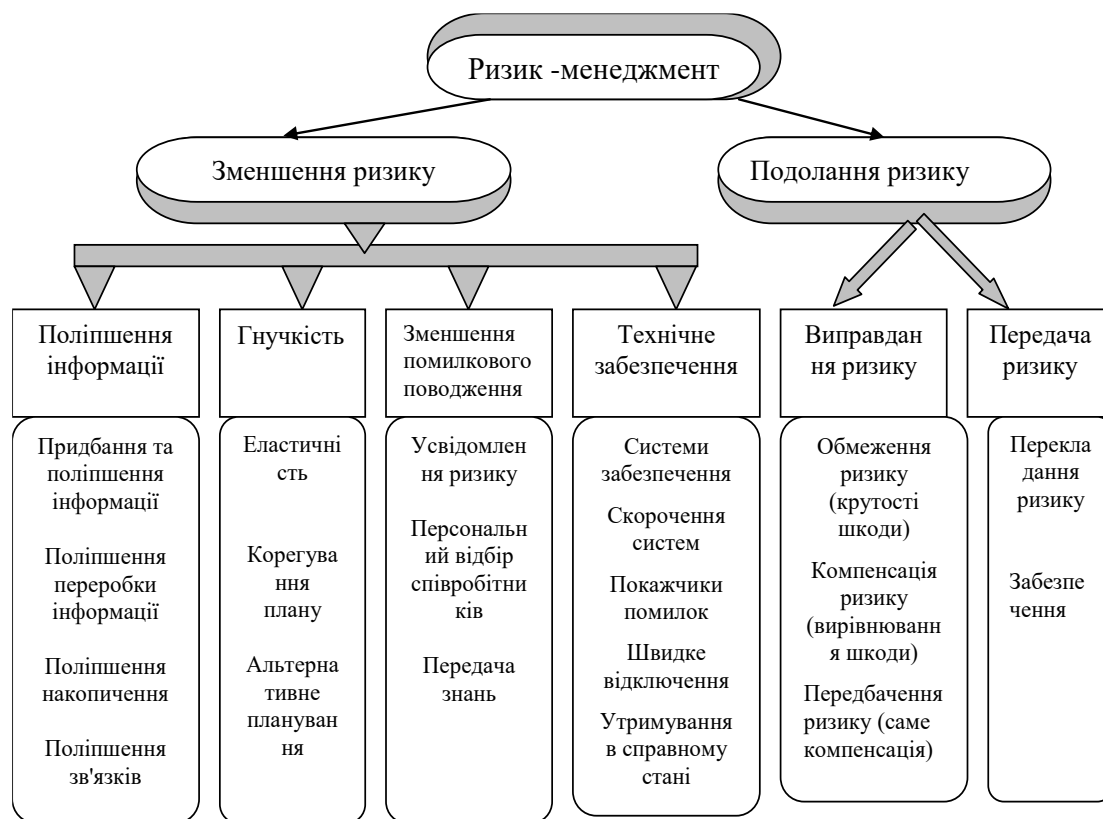 Ризик -менеджмент
Зменшення ризику
Подолання ризику
Поліпшення
інформації
Гнучкість
Зменшення
помилкового
поводження
Технічне
забезпечення
Виправдан
ня ризику
Передача
ризику
Придбання та
поліпшення
інформації
Поліпшення
переробки
інформації
Поліпшення
накопичення
Поліпшення
зв'язків
Еластичні
сть
Корегува
ння
плану
Альтерна
тивне
плануван
ня
Усвідомлен
ня ризику
Персональн
ий відбір
співробітни
ків
Передача
знань
Системи
забезпечення
Скорочення
систем
Покажчики
помилок
Швидке
відключення
Утримування
в справному
стані
Обмеження
ризику
(крутості
шкоди)
Компенсація
ризику
(вирівнюванн
я шкоди)
Передбачення
ризику (саме
компенсація)
Перекла
дання
ризику
Забезпе
чення